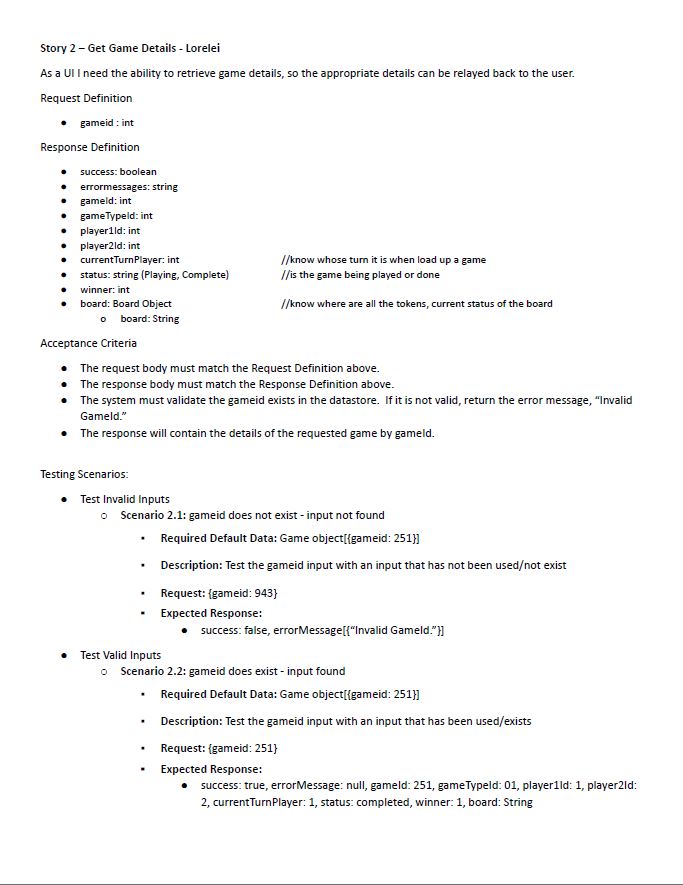 Story 2 – Get Game Details - Lorelei
As a UI I need the ability to retrieve game details, so the appropriate details can be relayed back to the user.
Request Definition
● gameid : int
Response Definition
● success: boolean
● errormessages: string
● gameId: int
● gameTypeId: int
● player1Id: int
● player2Id: int
● currentTurnPlayer: int //know whose turn it is when load up a game
● status: string (Playing, Complete) //is the game being played or done
● winner: int
● board: Board Object //know where are all the tokens, current status of the board
○ board: String
Acceptance Criteria
● The request body must match the Request Definition above.
● The response body must match the Response Definition above.
● The system must validate the gameid exists in the datastore. If it is not valid, return the error message, “Invalid
GameId.”
● The response will contain the details of the requested game by gameId.
Testing Scenarios:
● Test Invalid Inputs
○ Scenario 2.1: gameid does not exist - input not found
▪ Required Default Data: Game object[{gameid: 251}]
▪ Description: Test the gameid input with an input that has not been used/not exist
▪ Request: {gameid: 943}
▪ Expected Response:
● success: false, errorMessage[{“Invalid GameId.”}]
● Test Valid Inputs
○ Scenario 2.2: gameid does exist - input found
▪ Required Default Data: Game object[{gameid: 251}]
▪ Description: Test the gameid input with an input that has been used/exists
▪ Request: {gameid: 251}
▪ Expected Response:
● success: true, errorMessage: null, gameId: 251, gameTypeId: 01, player1Id: 1, player2Id:
2, currentTurnPlayer: 1, status: completed, winner: 1, board: String